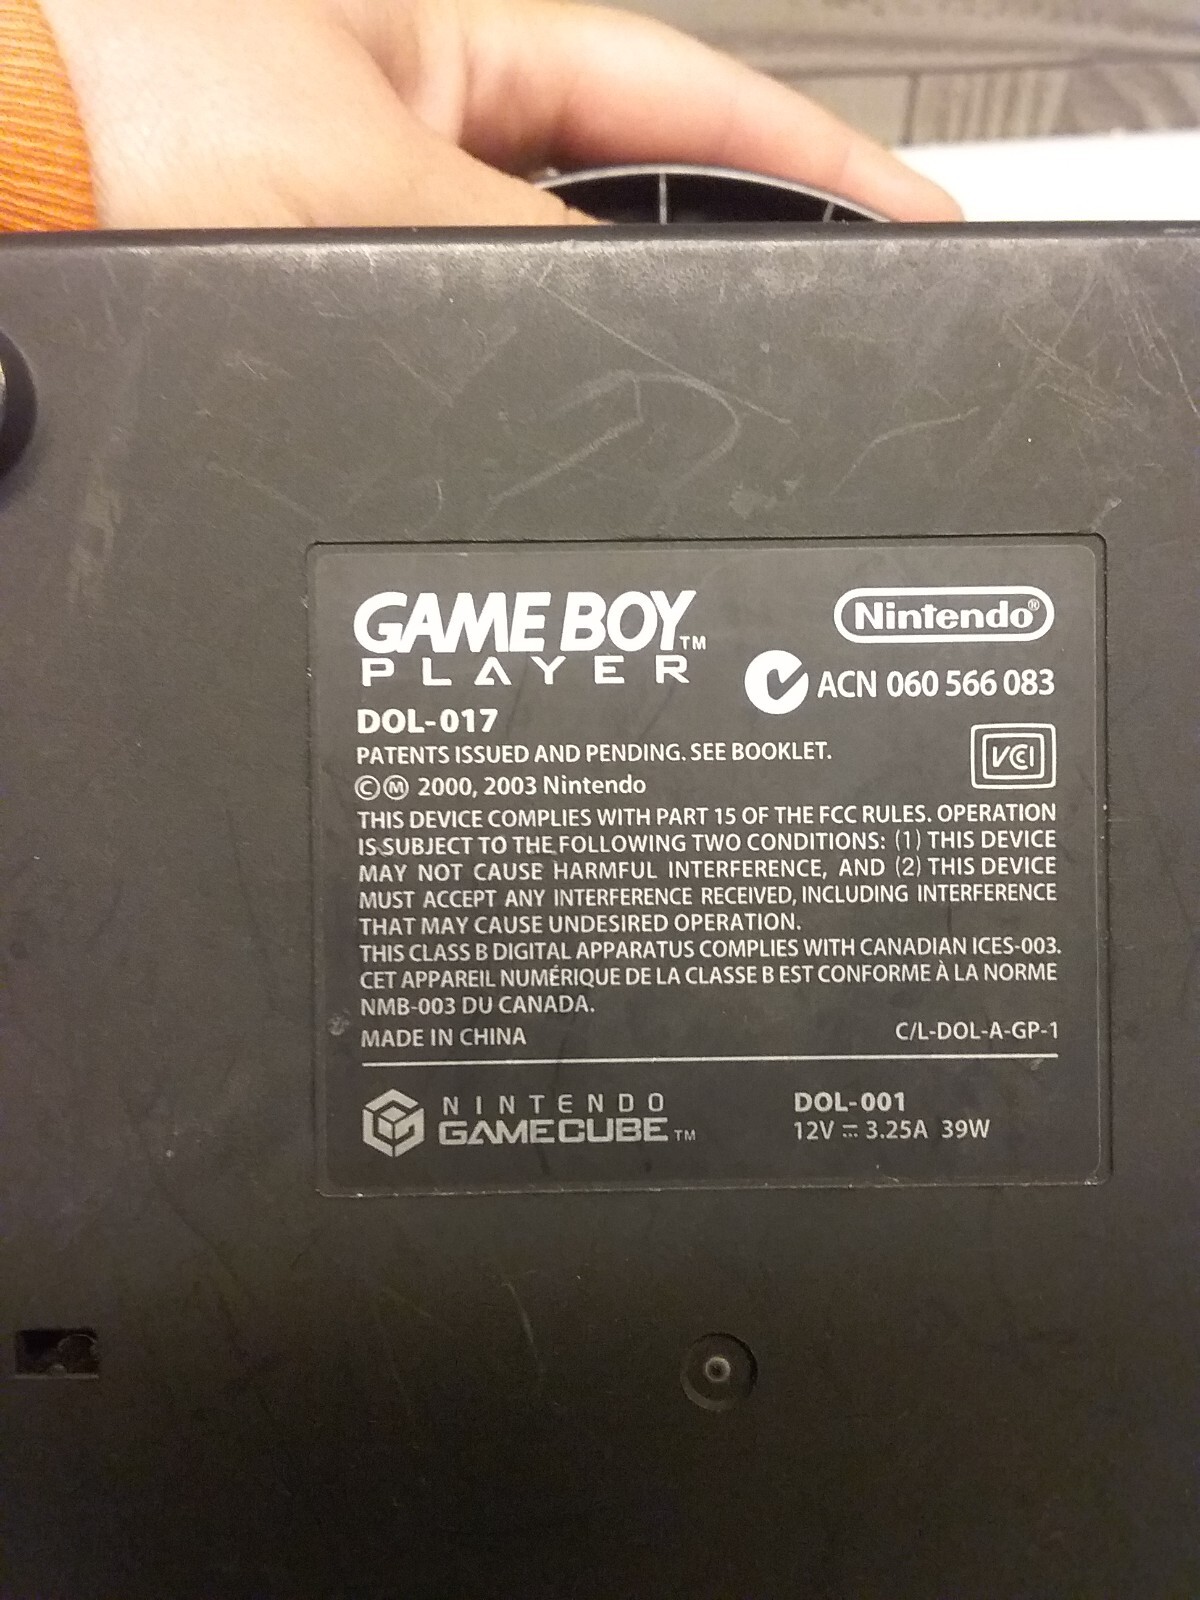 GAME BOY™
PLAYER
Nintendo®
ACN 060 566 083
DOL-017
PATENTS ISSUED AND PENDING. SEE BOOKLET.
VCI
©Ⓜ 2000, 2003 Nintendo
THIS DEVICE COMPLIES WITH PART 15 OF THE FCC RULES. OPERATION
IS SUBJECT TO THE FOLLOWING TWO CONDITIONS: (1) THIS DEVICE
MAY NOT CAUSE HARMFUL INTERFERENCE, AND (2) THIS DEVICE
MUST ACCEPT ANY INTERFERENCE RECEIVED, INCLUDING INTERFERENCE
THAT MAY CAUSE UNDESIRED OPERATION.
THIS CLASS B DIGITAL APPARATUS COMPLIES WITH CANADIAN ICES-003.
CET APPAREIL NUMÉRIQUE DE LA CLASSE B EST CONFORME À LA NORME
NMB-003 DU CANADA.
MADE IN CHINA
C/L-DOL-A-GP-1
NINTENDO
GAMECUBE™
DOL-001
12V ⎓ 3.25A 39W